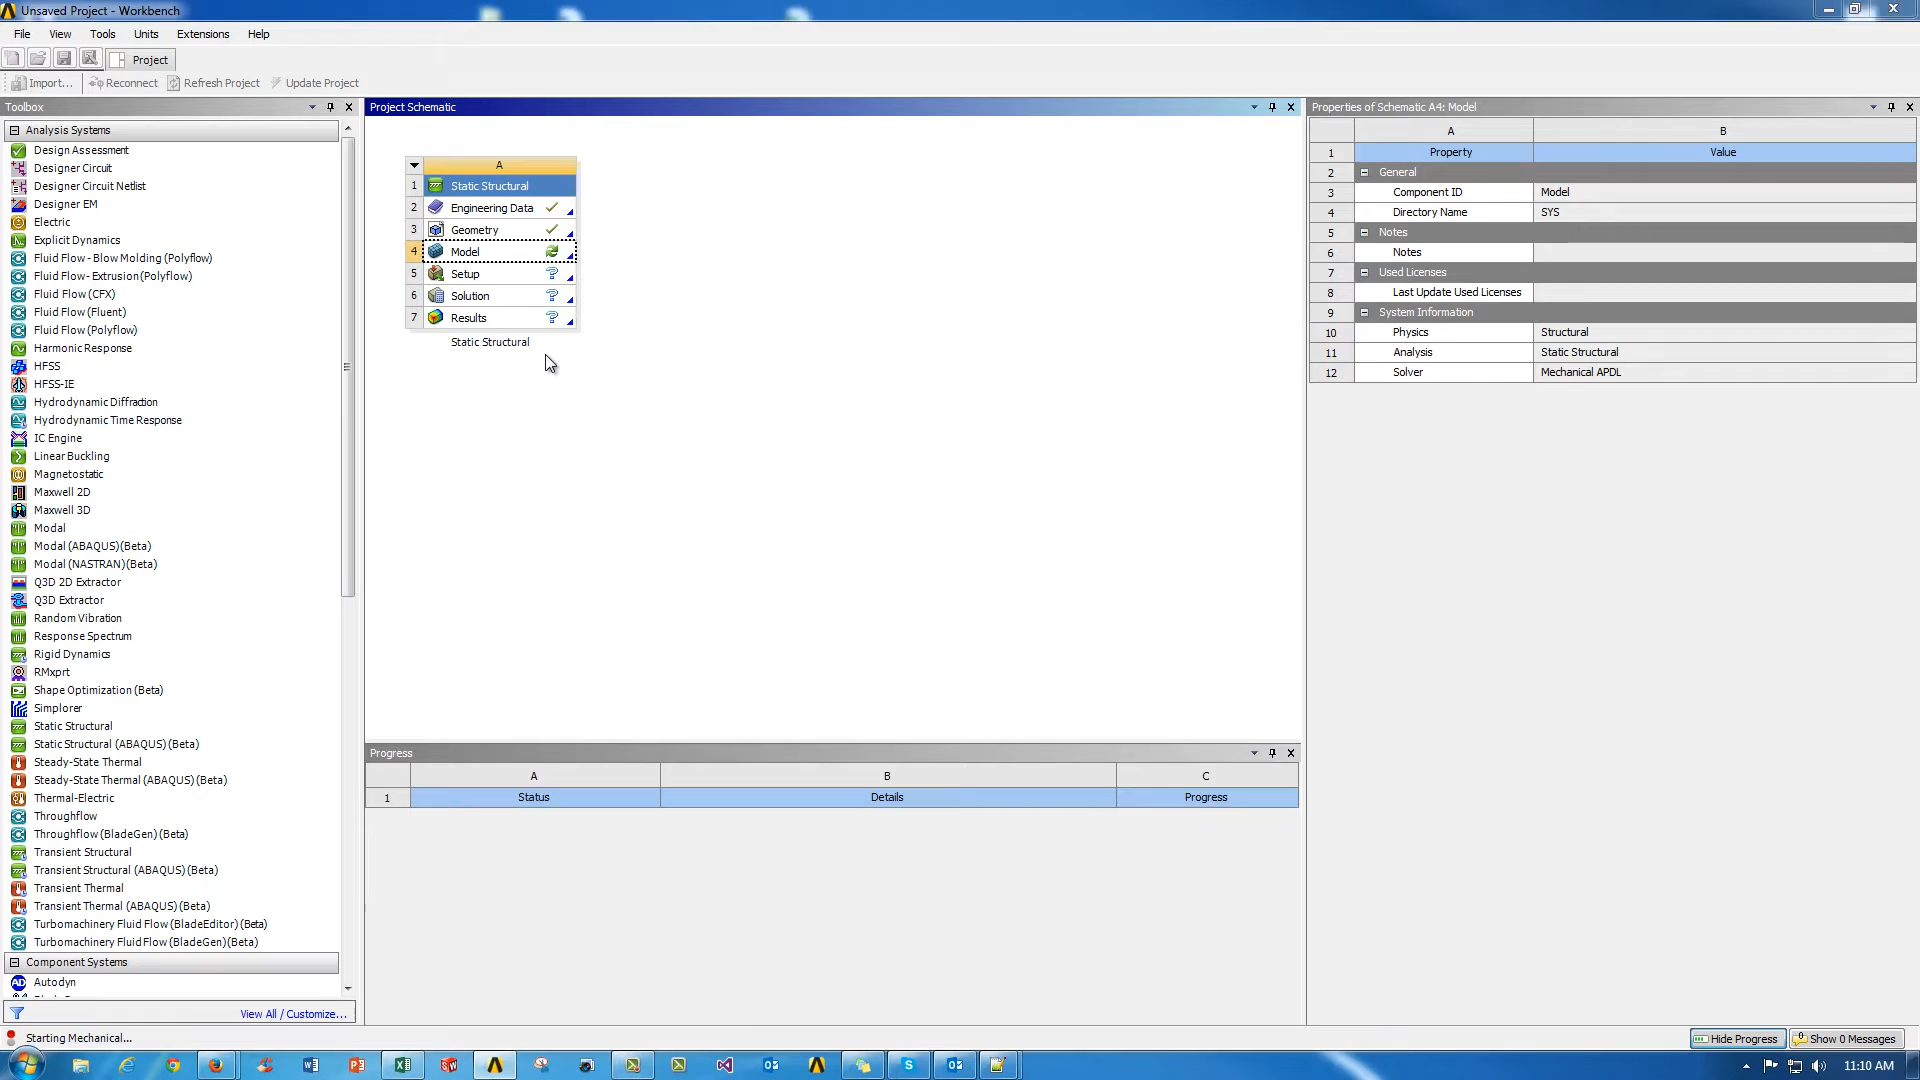 Unsaved Project - Workbench
File View Tools Units Extensions Help
Project
Import... Reconnect Refresh Project Update Project
Toolbox
Analysis Systems
Design Assessment
Designer Circuit
Designer Circuit Netlist
Designer EM
Electric
Explicit Dynamics
Fluid Flow - Blow Molding (Polyflow)
Fluid Flow - Extrusion (Polyflow)
Fluid Flow (CFX)
Fluid Flow (Fluent)
Fluid Flow (Polyflow)
Harmonic Response
HFSS
HFSS-IE
Hydrodynamic Diffraction
Hydrodynamic Time Response
IC Engine
Linear Buckling
Magnetostatic
Maxwell 2D
Maxwell 3D
Modal
Modal (ABAQUS) (Beta)
Modal (NASTRAN) (Beta)
Q3D 2D Extractor
Q3D Extractor
Random Vibration
Response Spectrum
Rigid Dynamics
RMxprt
Shape Optimization (Beta)
Simplorer
Static Structural
Static Structural (ABAQUS) (Beta)
Steady-State Thermal
Steady-State Thermal (ABAQUS) (Beta)
Thermal-Electric
Throughflow
Throughflow (BladeGen) (Beta)
Transient Structural
Transient Structural (ABAQUS) (Beta)
Transient Thermal
Transient Thermal (ABAQUS) (Beta)
Turbomachinery Fluid Flow (BladeEditor) (Beta)
Turbomachinery Fluid Flow (BladeGen) (Beta)
Component Systems
Autodyn
View All / Customize...
Project Schematic
A
1 Static Structural
2 Engineering Data
3 Geometry
4 Model
5 Setup
6 Solution
7 Results
Static Structural
Progress
A B C
1 Status Details Progress
Properties of Schematic A4: Model
A B
1 Property Value
2 General
3 Component ID Model
4 Directory Name SYS
5 Notes
6 Notes
7 Used Licenses
8 Last Update Used Licenses
9 System Information
10 Physics Structural
11 Analysis Static Structural
12 Solver Mechanical APDL
Starting Mechanical...
Hide Progress Show 0 Messages
11:10 AM